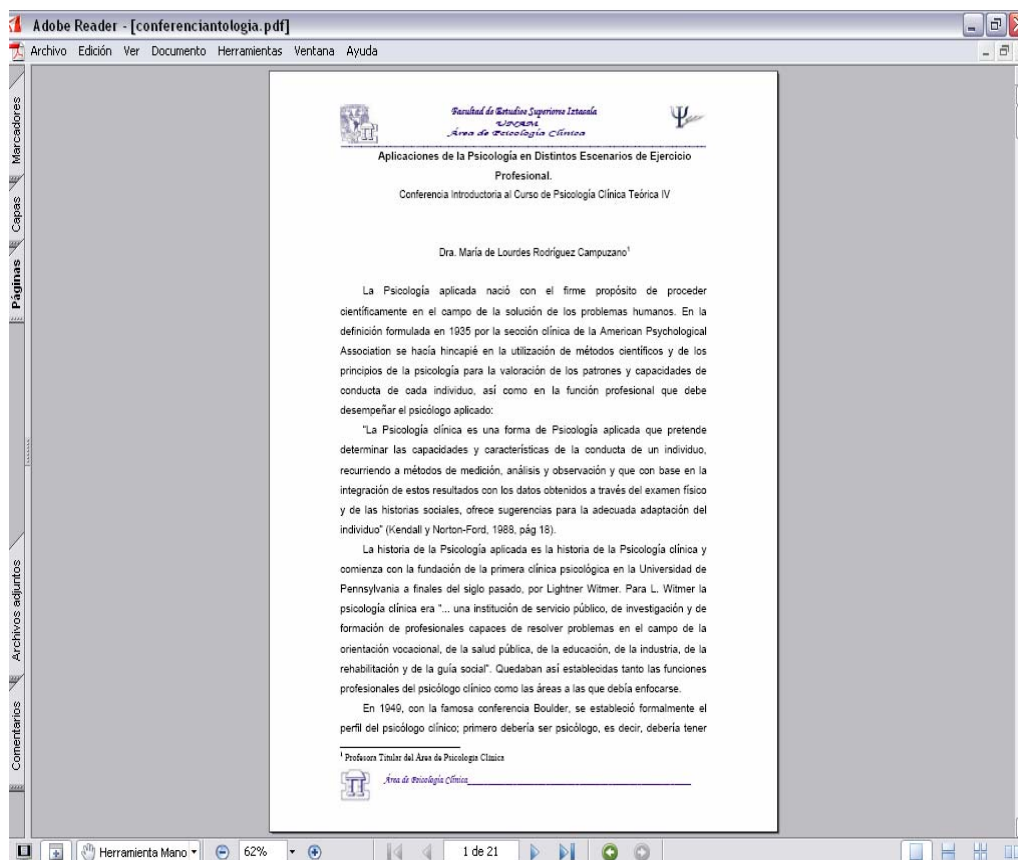 Adobe Reader - [conferenciantologia.pdf]
Archivo Edición Ver Documento Herramientas Ventana Ayuda
Marcadores
Capas
Páginas
Archivos adjuntos
Comentarios
Facultad de Estudios Superiores Iztacala
UNAM
Área de Psicología Clínica
Aplicaciones de la Psicología en Distintos Escenarios de Ejercicio
Profesional.
Conferencia Introductoria al Curso de Psicología Clínica Teórica IV
Dra. María de Lourdes Rodríguez Campuzano1
La Psicología aplicada nació con el firme propósito de proceder
científicamente en el campo de la solución de los problemas humanos. En la
definición formulada en 1935 por la sección clínica de la American Psychological
Association se hacía hincapié en la utilización de métodos científicos y de los
principios de la psicología para la valoración de los patrones y capacidades de
conducta de cada individuo, así como en la función profesional que debe
desempeñar el psicólogo aplicado:
"La Psicología clínica es una forma de Psicología aplicada que pretende
determinar las capacidades y características de la conducta de un individuo,
recurriendo a métodos de medición, análisis y observación y que con base en la
integración de estos resultados con los datos obtenidos a través del examen físico
y de las historias sociales, ofrece sugerencias para la adecuada adaptación del
individuo" (Kendall y Norton-Ford, 1988, pág 18).
La historia de la Psicología aplicada es la historia de la Psicología clínica y
comienza con la fundación de la primera clínica psicológica en la Universidad de
Pennsylvania a finales del siglo pasado, por Lightner Witmer. Para L. Witmer la
psicología clínica era "... una institución de servicio público, de investigación y de
formación de profesionales capaces de resolver problemas en el campo de la
orientación vocacional, de la salud pública, de la educación, de la industria, de la
rehabilitación y de la guía social". Quedaban así establecidas tanto las funciones
profesionales del psicólogo clínico como las áreas a las que debía enfocarse.
En 1949, con la famosa conferencia Boulder, se estableció formalmente el
perfil del psicólogo clínico; primero debería ser psicólogo, es decir, debería tener
1 Profesora Titular del Área de Psicología Clínica
Área de Psicología Clínica
Herramienta Mano 62% 1 de 21